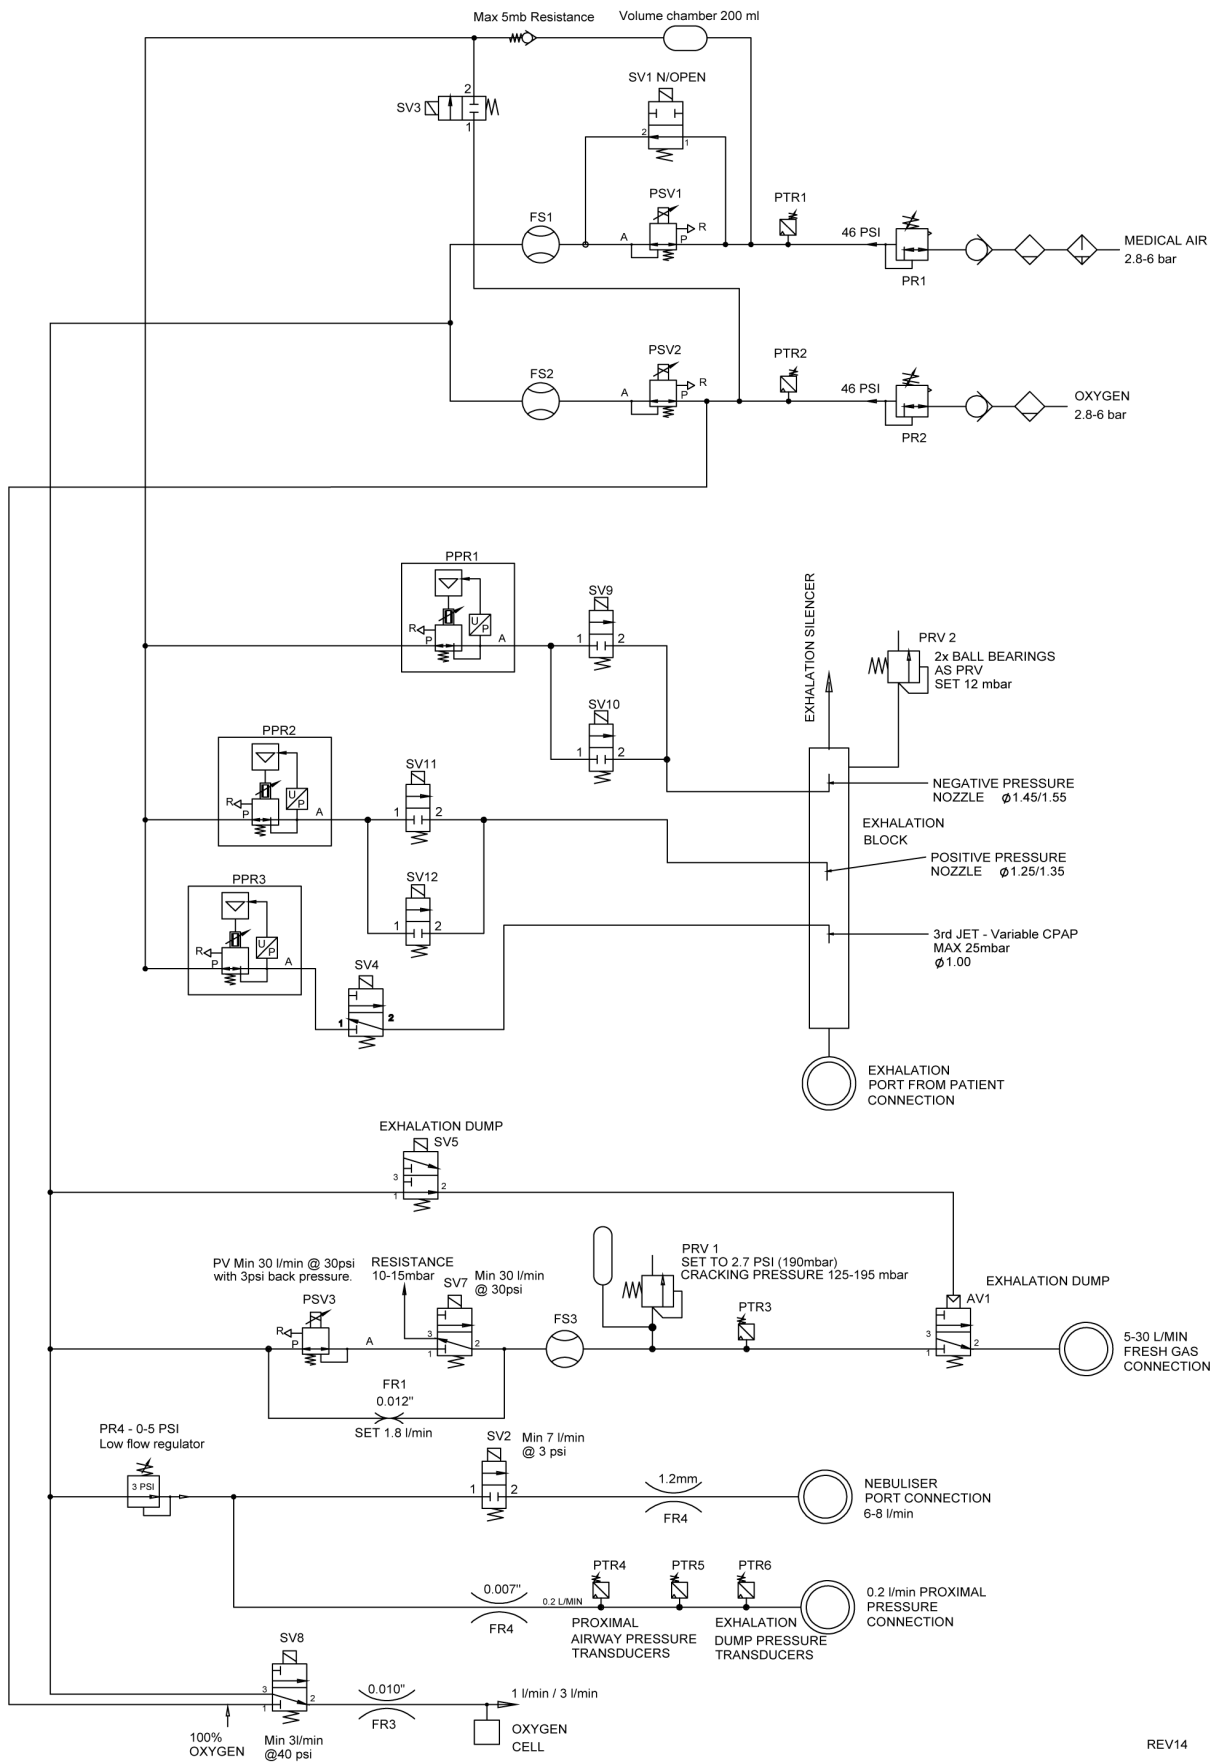 Max 5mb Resistance
Volume chamber 200 ml
SV1 N/OPEN
2
SV3
1
2
1
PSV1
PTR1
FS1
A
R
P
46 PSI
MEDICAL AIR
2.8-6 bar
PR1
PSV2
PTR2
FS2
A
R
P
46 PSI
OXYGEN
2.8-6 bar
PR2
PPR1
R
P
U
P
A
SV9
1
2
SV10
1
2
EXHALATION SILENCER
PRV 2
2x BALL BEARINGS
AS PRV
SET 12 mbar
PPR2
R
P
U
P
A
SV11
1
2
SV12
1
2
NEGATIVE PRESSURE
NOZZLE ϕ1.45/1.55
EXHALATION
BLOCK
POSITIVE PRESSURE
NOZZLE ϕ1.25/1.35
PPR3
R
P
U
P
A
SV4
1
2
3rd JET - Variable CPAP
MAX 25mbar
ϕ1.00
EXHALATION
PORT FROM PATIENT
CONNECTION
EXHALATION DUMP
SV5
3
1
2
PV Min 30 l/min @ 30psi
with 3psi back pressure.
RESISTANCE
10-15mbar
SV7
Min 30 l/min
@ 30psi
PRV 1
SET TO 2.7 PSI (190mbar)
CRACKING PRESSURE 125-195 mbar
EXHALATION DUMP
PSV3
R
P
A
3
1
2
FS3
PTR3
AV1
3
1
2
5-30 L/MIN
FRESH GAS
CONNECTION
FR1
0.012"
SET 1.8 l/min
PR4 - 0-5 PSI
Low flow regulator
3 PSI
SV2
Min 7 l/min
@ 3 psi
1
2
1.2mm
FR4
NEBULISER
PORT CONNECTION
6-8 l/min
0.007"
FR4
0.2 L/MIN
PTR4
PTR5
PTR6
PROXIMAL
AIRWAY PRESSURE
TRANSDUCERS
EXHALATION
DUMP PRESSURE
TRANSDUCERS
0.2 l/min PROXIMAL
PRESSURE
CONNECTION
SV8
3
1
2
100%
OXYGEN
Min 3l/min
@40 psi
0.010"
FR3
1 l/min / 3 l/min
OXYGEN
CELL
REV14